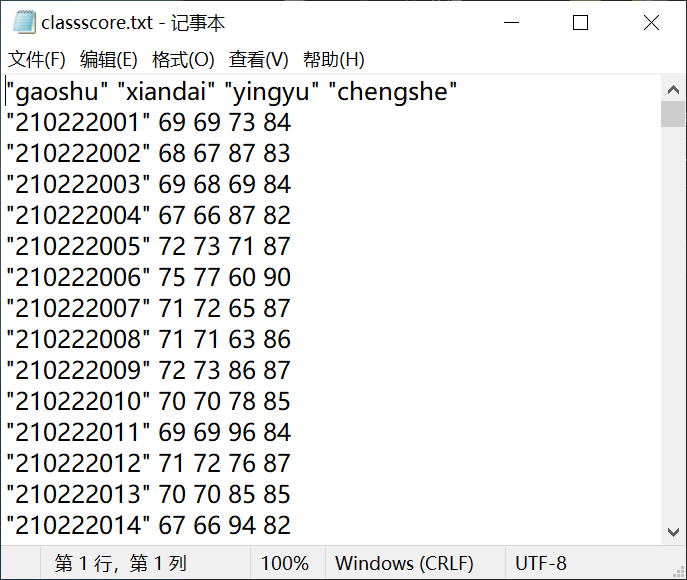 classscore.txt - 记事本
文件(F) 编辑(E) 格式(O) 查看(V) 帮助(H)
"gaoshu" "xiandai" "yingyu" "chengshe"
"210222001" 69 69 73 84
"210222002" 68 67 87 83
"210222003" 69 68 69 84
"210222004" 67 66 87 82
"210222005" 72 73 71 87
"210222006" 75 77 60 90
"210222007" 71 72 65 87
"210222008" 71 71 63 86
"210222009" 72 73 86 87
"210222010" 70 70 78 85
"210222011" 69 69 96 84
"210222012" 71 72 76 87
"210222013" 70 70 85 85
"210222014" 67 66 94 82
第 1 行，第 1 列 100% Windows (CRLF) UTF-8